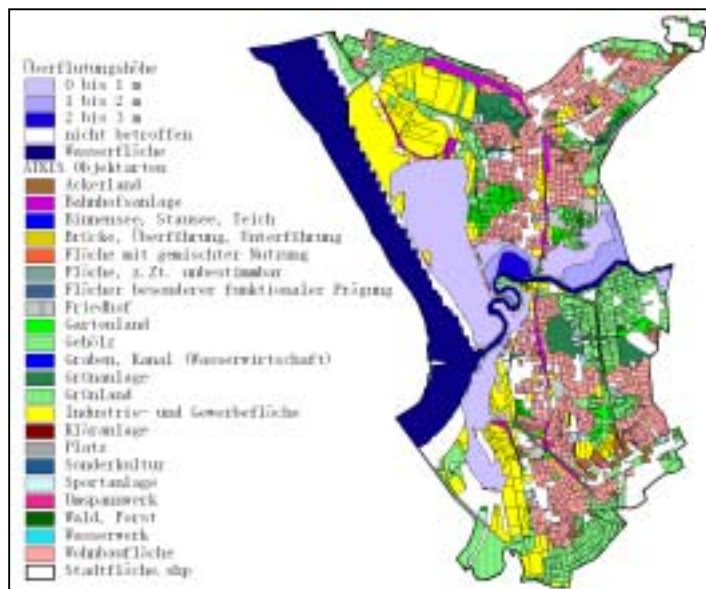 Überflutungshöhe
0 bis 1 m
1 bis 2 m
2 bis 3 m
nicht betroffen
Wasserfläche
ATKIS Objektarten
Ackerland
Bahnhofsanlage
Binnensee, Stausee, Teich
Brücke, Überführung, Unterführung
Fläche mit gemischter Nutzung
Fläche, z.Zt. unbestimmbar
Flächer besonderer funktionaler Prägung
Friedhof
Gartenland
Gehölz
Graben, Kanal (Wasserwirtschaft)
Grünanlage
Grünland
Industrie- und Gewerbefläche
Kläranlage
Platz
Sonderkultur
Sportanlage
Umspannwerk
Wald, Forst
Wasserwerk
Wohnbaufläche
Stadtfläche.shp